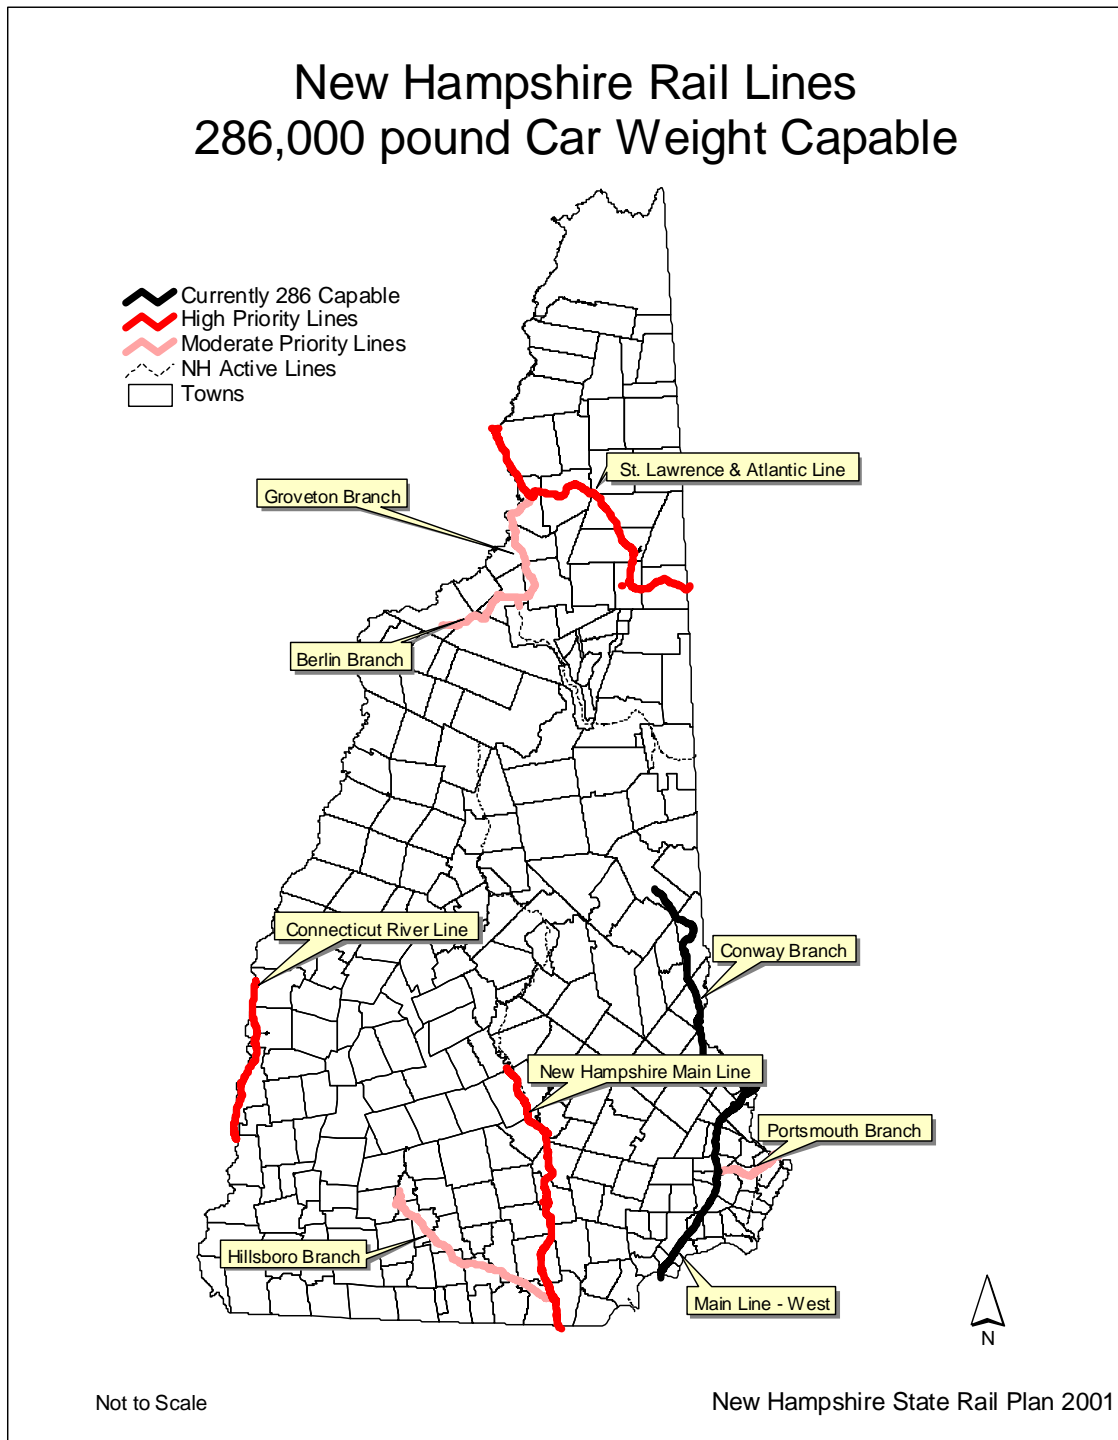 New Hampshire Rail Lines
286,000 pound Car Weight Capable
Currently 286 Capable
High Priority Lines
Moderate Priority Lines
NH Active Lines
Towns
St. Lawrence & Atlantic Line
Groveton Branch
Berlin Branch
Connecticut River Line
Conway Branch
New Hampshire Main Line
Portsmouth Branch
Hillsboro Branch
Main Line - West
N
Not to Scale
New Hampshire State Rail Plan 2001